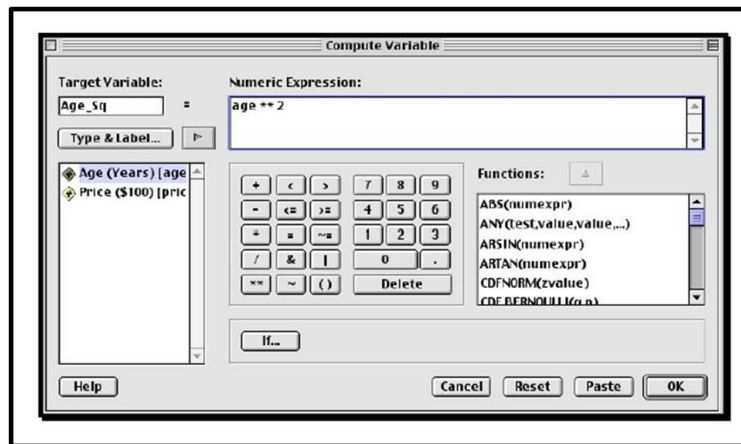 Compute Variable
Target Variable:
Age_Sq
=
Type & Label...
Age (Years) [age
Price ($100) [pric
Numeric Expression:
age ** 2
+ < > 7 8 9
- <= >= 4 5 6
* = ~= 1 2 3
/ & | 0 .
** ~ () Delete
Functions:
ABS(numexpr)
ANY(test,value,value,...)
ARSIN(numexpr)
ARTAN(numexpr)
CDFNORM(zvalue)
CDF.BERNOULLI(q,p)
If...
Help
Cancel
Reset
Paste
OK